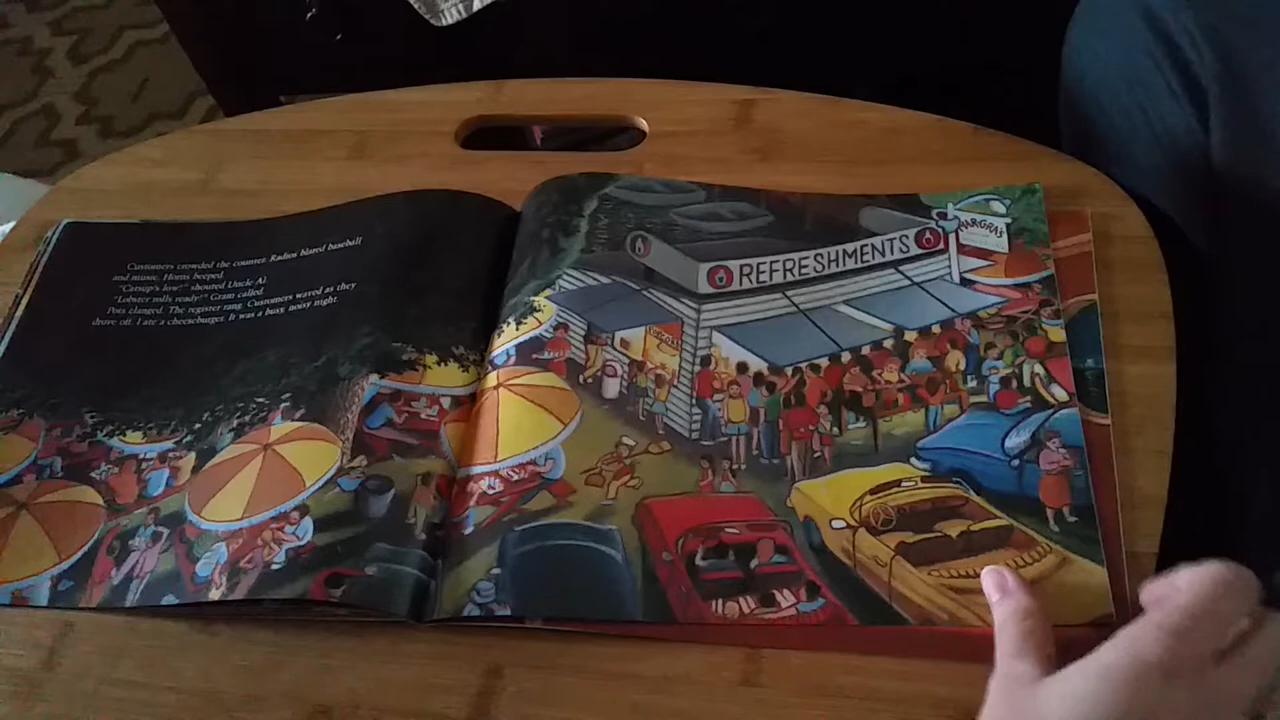 Customers crowded the counter. Radios blared baseball
and music. Horns beeped.
"Catsup's low!" shouted Uncle Al.
"Lobster rolls ready!" Gram called.
Pots clanged. The register rang. Customers waved as they
drove off. I ate a cheeseburger. It was a busy, noisy night.
REFRESHMENTS
MAR-GRA'S